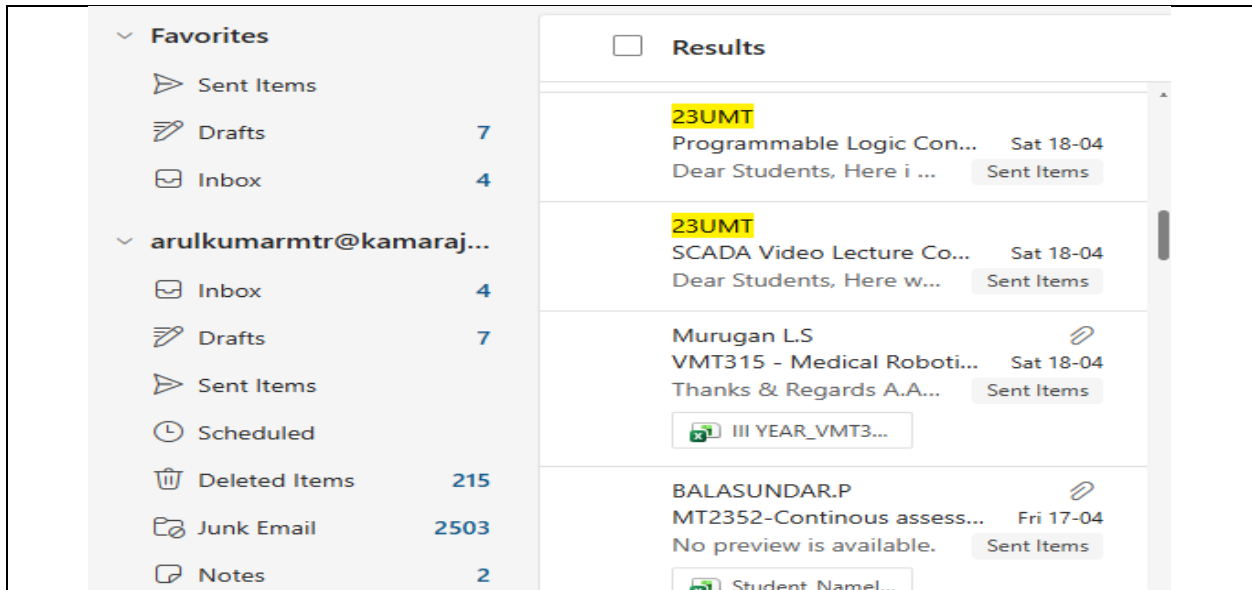 Favorites
Sent Items
Drafts 7
Inbox 4
arulkumarmtr@kamaraj...
Inbox 4
Drafts 7
Sent Items
Scheduled
Deleted Items 215
Junk Email 2503
Notes 2
Results
23UMT
Programmable Logic Con... Sat 18-04
Dear Students, Here i ... Sent Items
23UMT
SCADA Video Lecture Co... Sat 18-04
Dear Students, Here w... Sent Items
Murugan L.S
VMT315 - Medical Roboti... Sat 18-04
Thanks & Regards A.A... Sent Items
III YEAR_VMT3...
BALASUNDAR.P
MT2352-Continous assess... Fri 17-04
No preview is available. Sent Items
Student Namel...